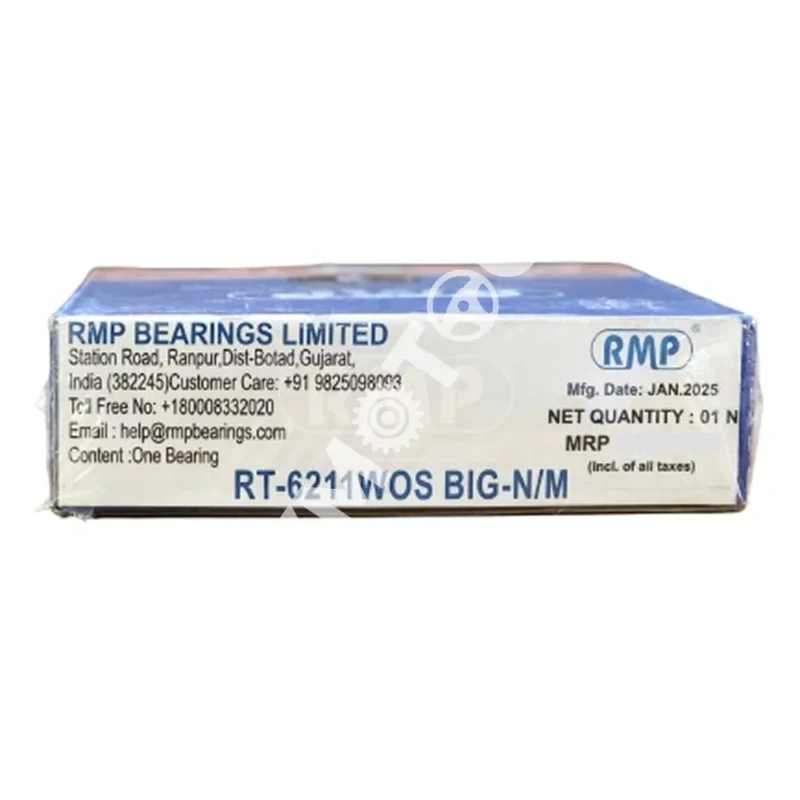 RMP BEARINGS LIMITED
Station Road, Ranpur,Dist-Botad,Gujarat,
India (382245)Customer Care: +91 9825098093
Toll Free No: +180008332020
Email : help@rmpbearings.com
Content :One Bearing
RT-6211WOS BIG-N/M
RMP®
Mfg. Date: JAN.2025
NET QUANTITY : 01 N
MRP
(Incl. of all taxes)
RMP